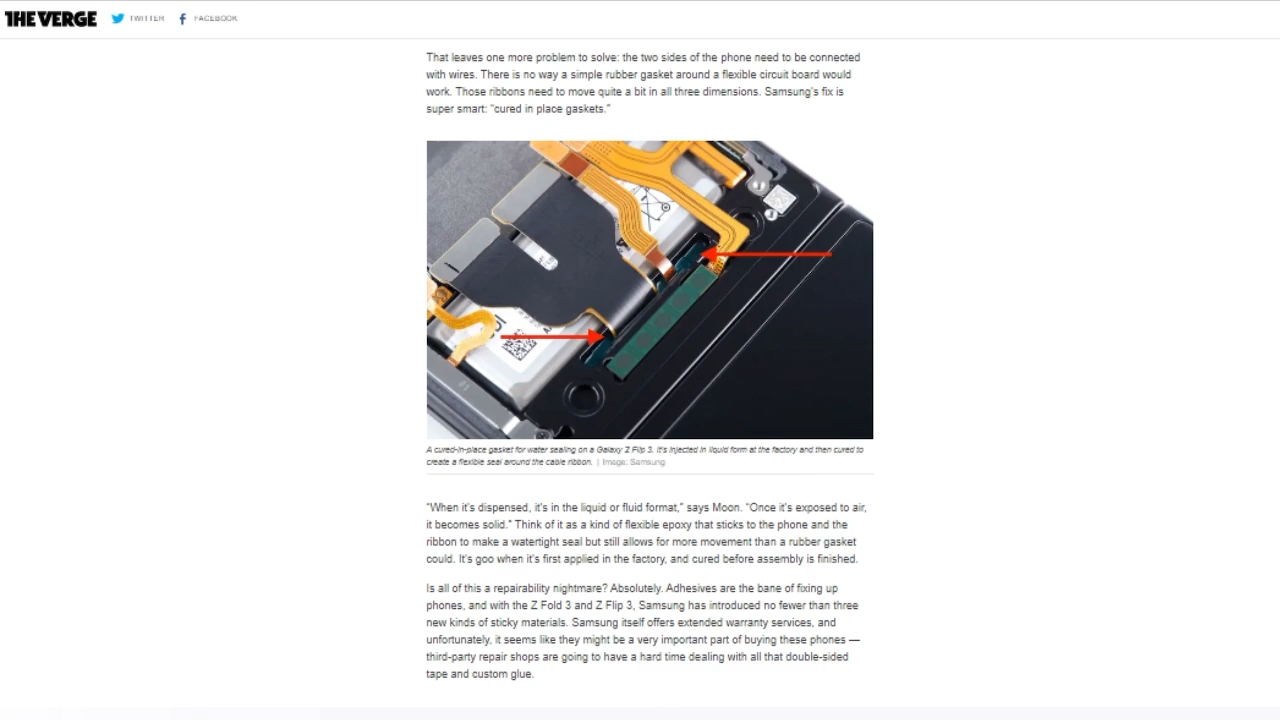 THE VERGE TWITTER FACEBOOK
That leaves one more problem to solve: the two sides of the phone need to be connected
with wires. There is no way a simple rubber gasket around a flexible circuit board would
work. Those ribbons need to move quite a bit in all three dimensions. Samsung's fix is
super smart: “cured in place gaskets.”
A cured-in-place gasket for water sealing on a Galaxy Z Flip 3. It's injected in liquid form at the factory and then cured to
create a flexible seal around the cable ribbon. | Image: Samsung
“When it's dispensed, it's in the liquid or fluid format,” says Moon. “Once it's exposed to air,
it becomes solid.” Think of it as a kind of flexible epoxy that sticks to the phone and the
ribbon to make a watertight seal but still allows for more movement than a rubber gasket
could. It's goo when it's first applied in the factory, and cured before assembly is finished.
Is all of this a repairability nightmare? Absolutely. Adhesives are the bane of fixing up
phones, and with the Z Fold 3 and Z Flip 3, Samsung has introduced no fewer than three
new kinds of sticky materials. Samsung itself offers extended warranty services, and
unfortunately, it seems like they might be a very important part of buying these phones —
third-party repair shops are going to have a hard time dealing with all that double-sided
tape and custom glue.